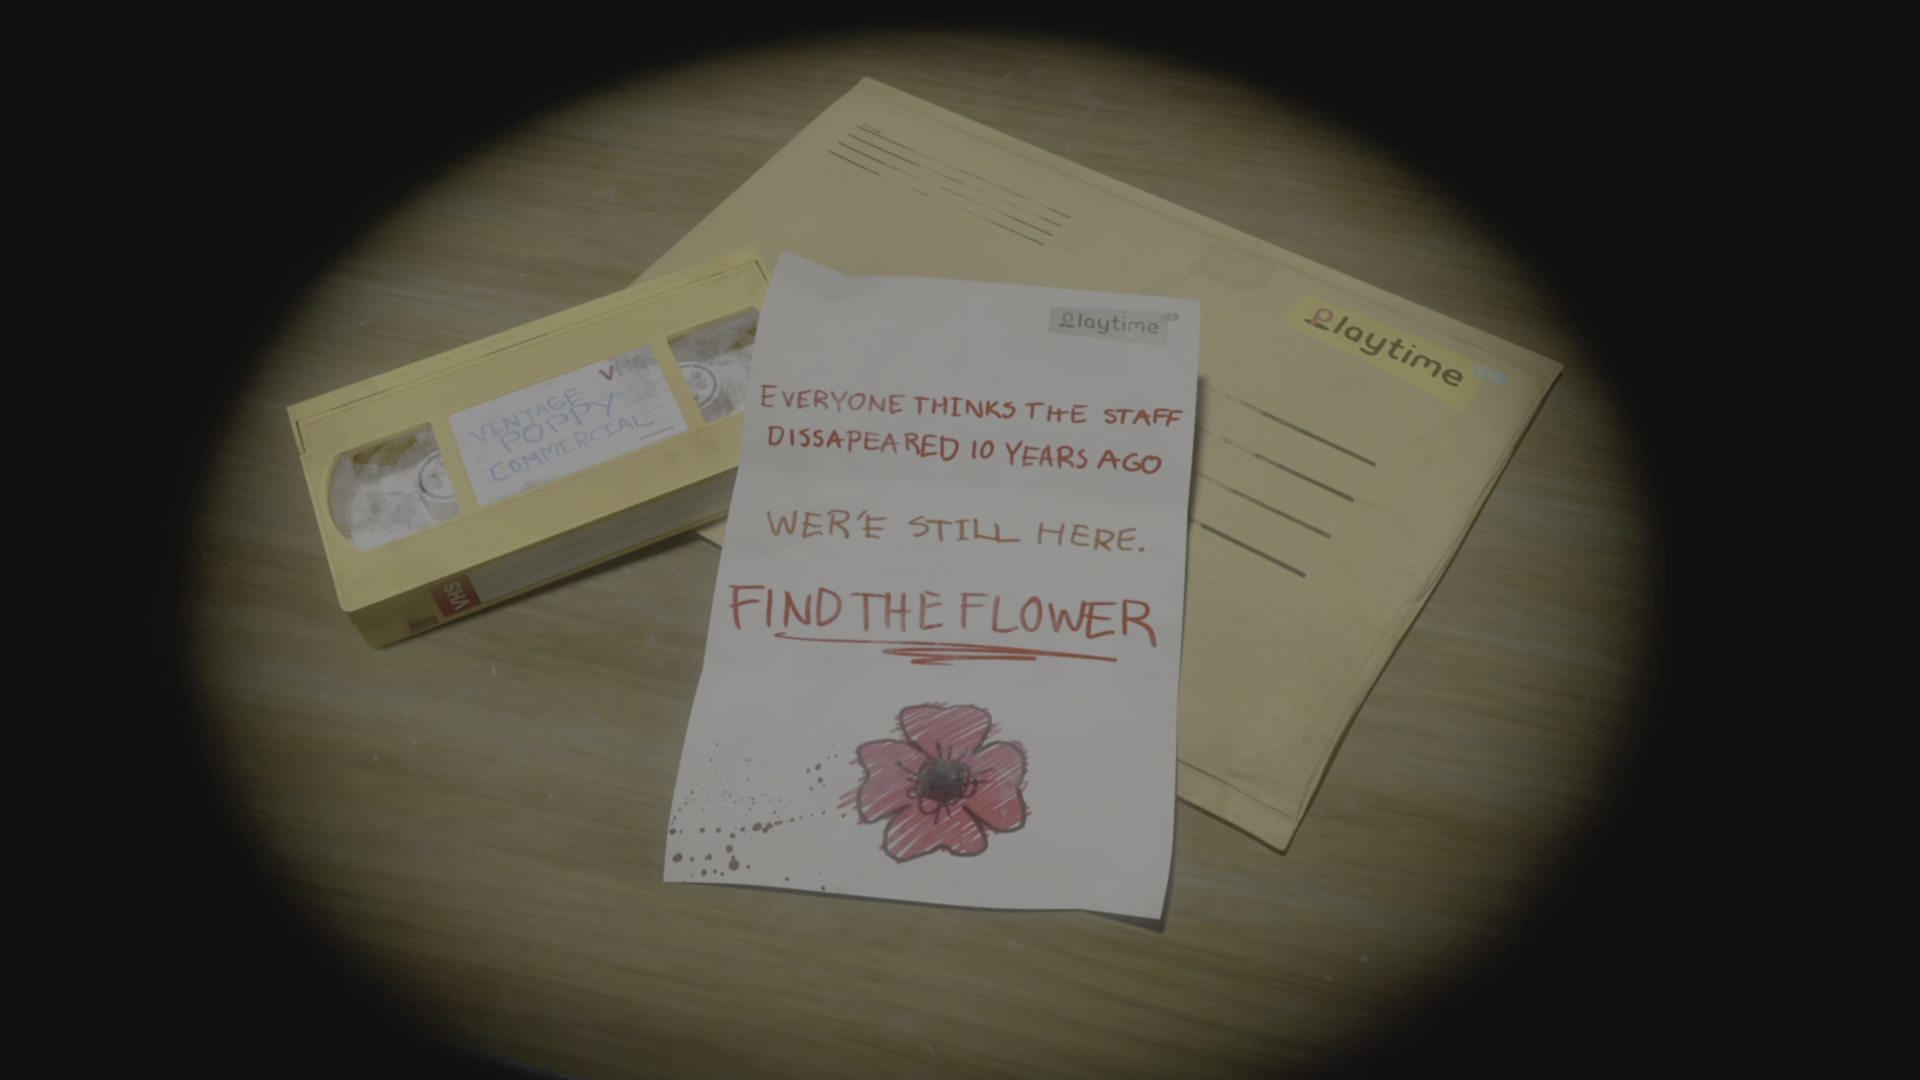 Playtime
Playtime
VHS
VINTAGE
POPPY
COMMERCIAL
VHS
EVERYONE THINKS THE STAFF
DISSAPEARED 10 YEARS AGO
WER'E STILL HERE.
FIND THE FLOWER